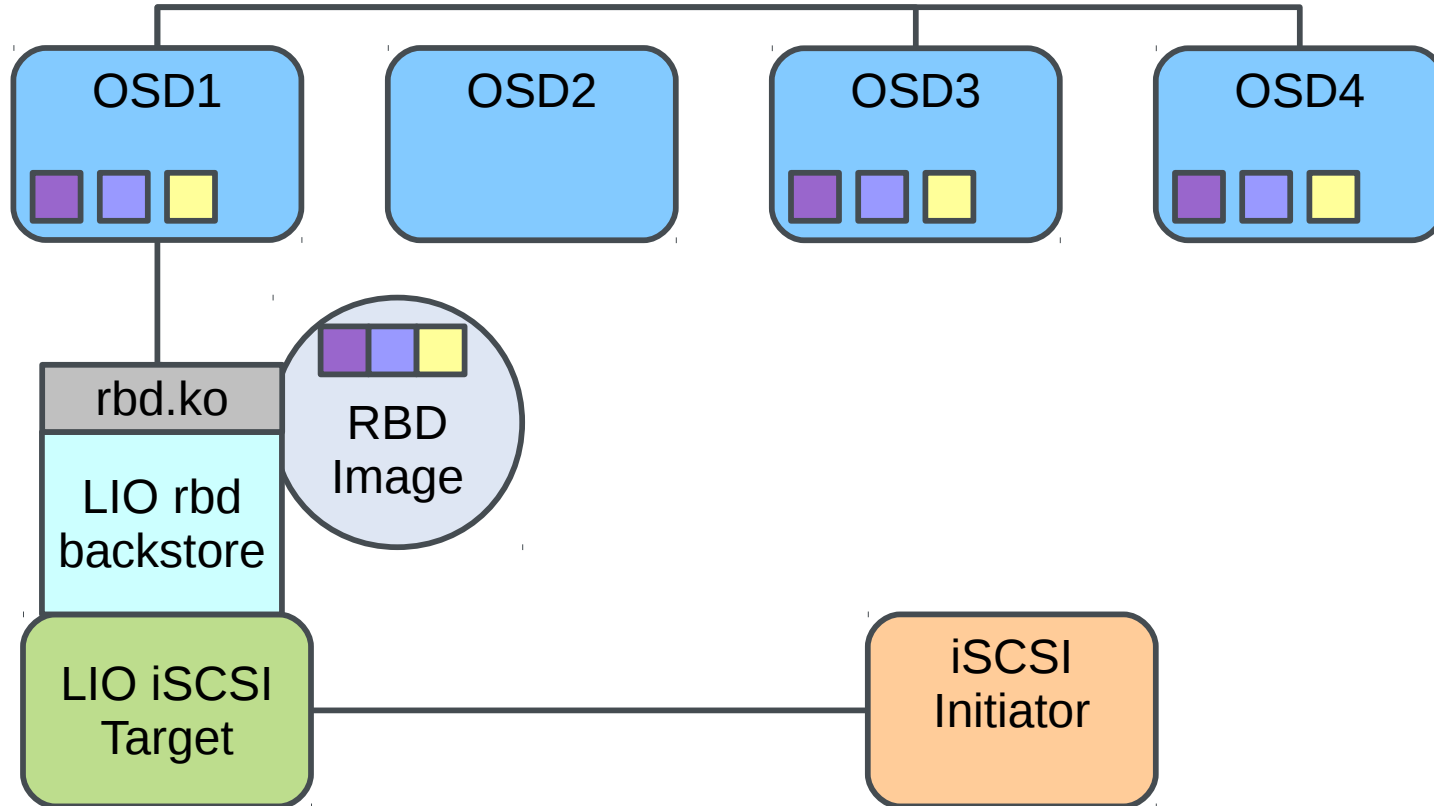 OSD1
OSD2
OSD3
OSD4
rbd.ko
RBD
Image
LIO rbd
backstore
LIO iSCSI
Target
iSCSI
Initiator